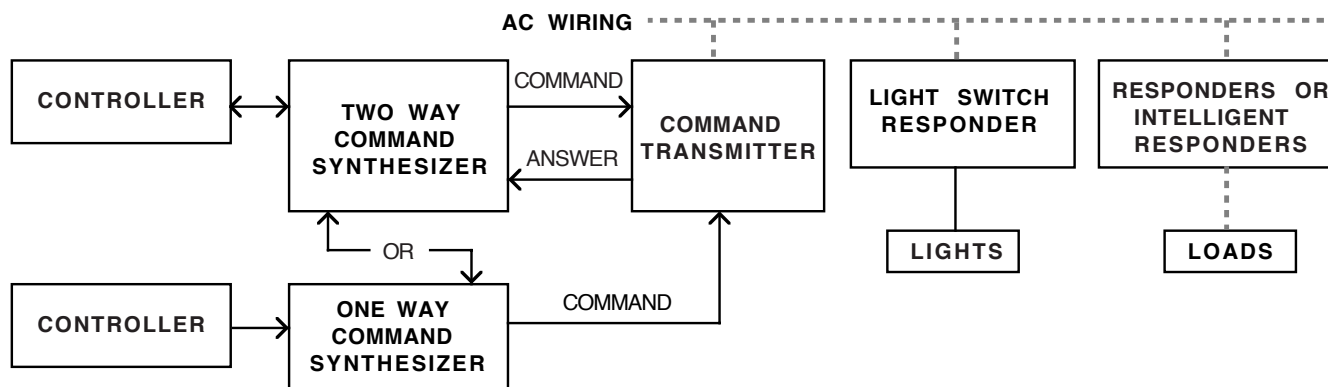 AC WIRING
CONTROLLER
TWO WAY
COMMAND
SYNTHESIZER
COMMAND
ANSWER
COMMAND
TRANSMITTER
LIGHT SWITCH
RESPONDER
RESPONDERS OR
INTELLIGENT
RESPONDERS
OR
LIGHTS
LOADS
CONTROLLER
ONE WAY
COMMAND
SYNTHESIZER
COMMAND